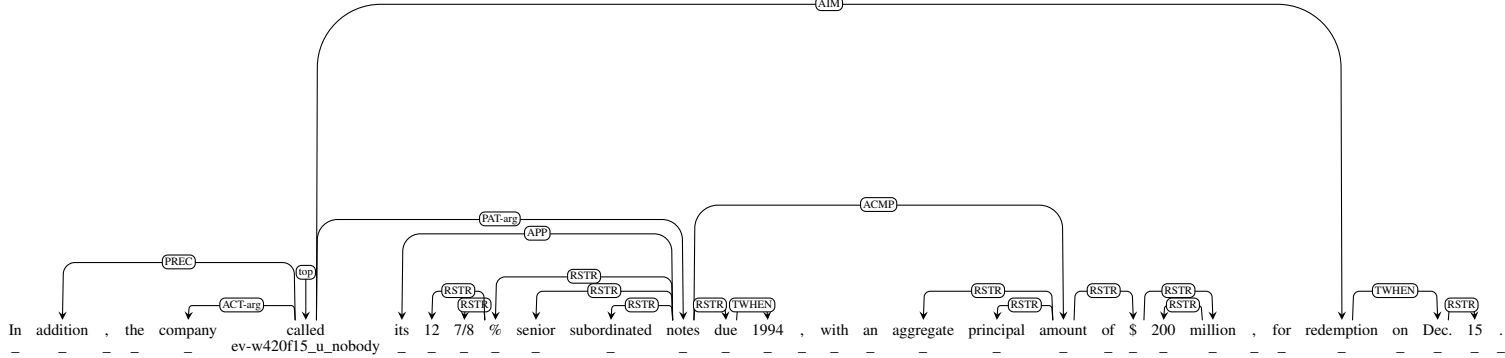 AIM
ACMP
PAT-arg
APP
PREC
top
RSTR
RSTR RSTR RSTR RSTR RSTR TWHEN
ACT-arg RSTR RSTR RSTR TWHEN RSTR RSTR RSTR RSTR
In addition , the company called its 12 7/8 % senior subordinated notes due 1994 , with an aggregate principal amount of $ 200 million , for redemption on Dec. 15 .
_ _ _ _ _ ev-w420f15_u_nobody _ _ _ _ _ _ _ _ _ _ _ _ _ _ _ _ _ _ _ _ _ _ _ _ _ _